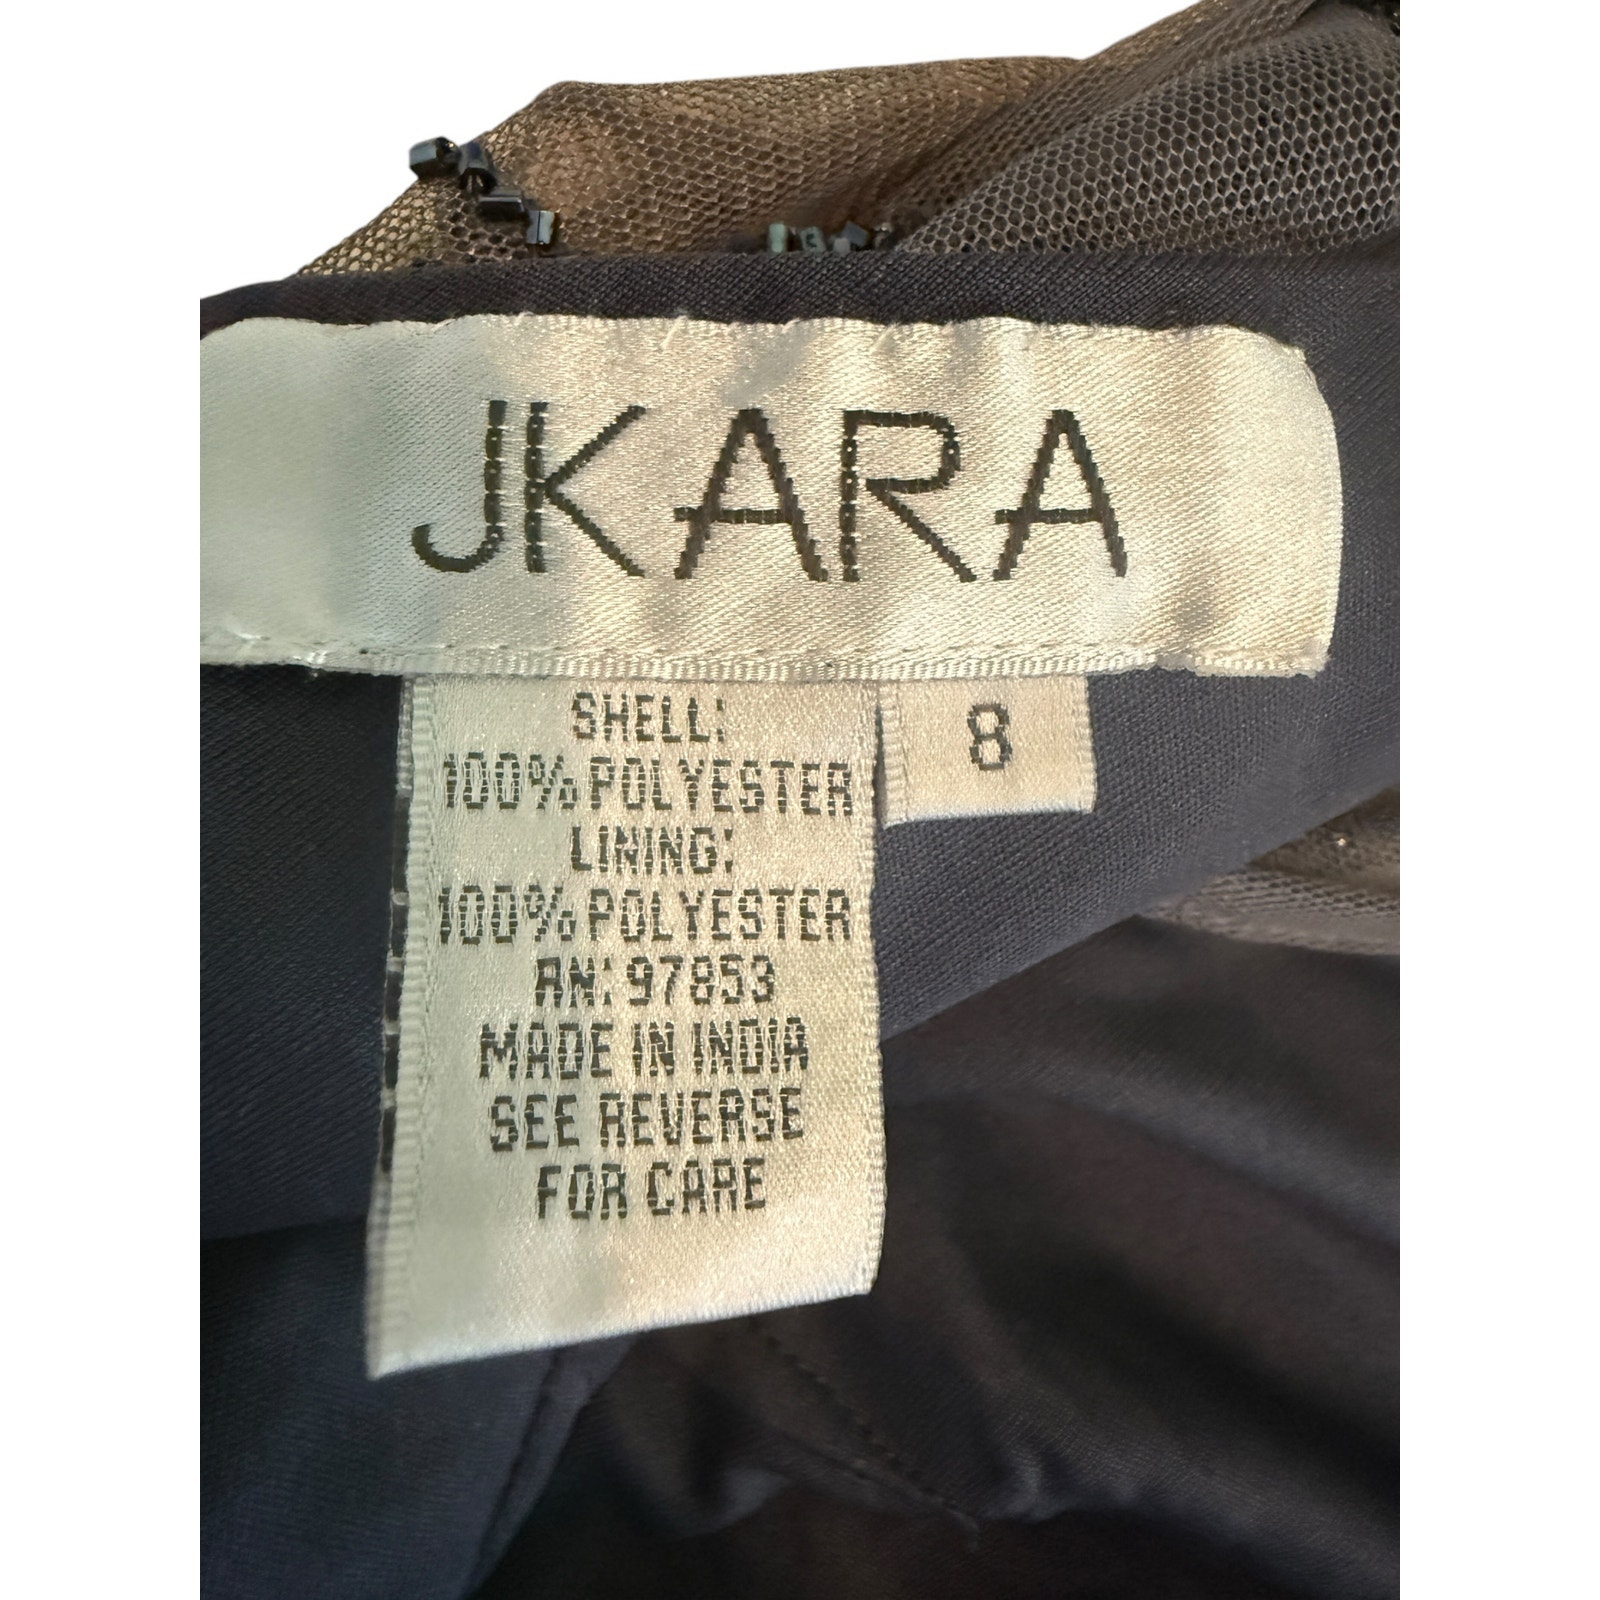 JKARA
SHELL:
100% POLYESTER
LINING:
100% POLYESTER
RN: 97853
MADE IN INDIA
SEE REVERSE
FOR CARE
8